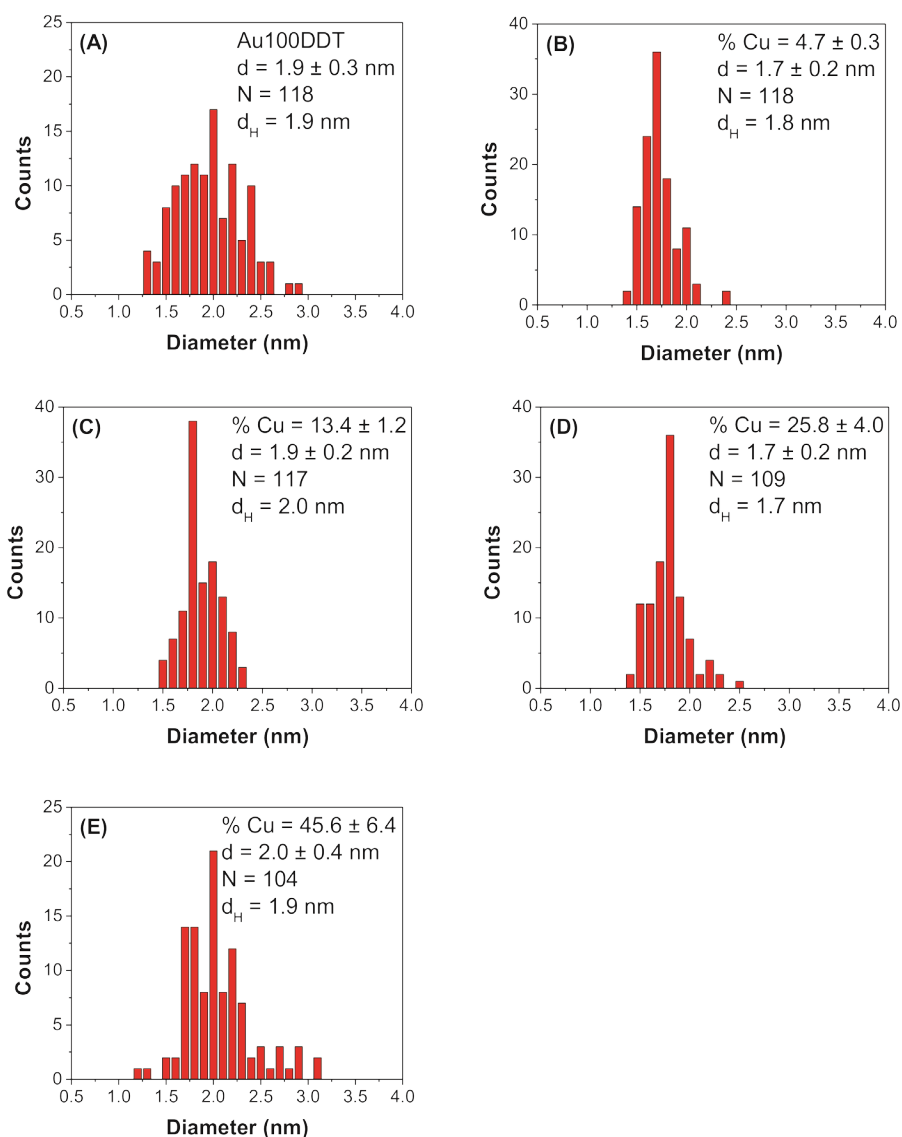 (A)
Au100DDT
d = 1.9 ± 0.3 nm
N = 118
d_H = 1.9 nm
25
20
15
10
5
0
Counts
0.5 1.0 1.5 2.0 2.5 3.0 3.5 4.0
Diameter (nm)
(B)
% Cu = 4.7 ± 0.3
d = 1.7 ± 0.2 nm
N = 118
d_H = 1.8 nm
40
30
20
10
0
Counts
0.5 1.0 1.5 2.0 2.5 3.0 3.5 4.0
Diameter (nm)
(C)
% Cu = 13.4 ± 1.2
d = 1.9 ± 0.2 nm
N = 117
d_H = 2.0 nm
40
30
20
10
0
Counts
0.5 1.0 1.5 2.0 2.5 3.0 3.5 4.0
Diameter (nm)
(D)
% Cu = 25.8 ± 4.0
d = 1.7 ± 0.2 nm
N = 109
d_H = 1.7 nm
40
30
20
10
0
Counts
0.5 1.0 1.5 2.0 2.5 3.0 3.5 4.0
Diameter (nm)
(E)
% Cu = 45.6 ± 6.4
d = 2.0 ± 0.4 nm
N = 104
d_H = 1.9 nm
25
20
15
10
5
0
Counts
0.5 1.0 1.5 2.0 2.5 3.0 3.5 4.0
Diameter (nm)